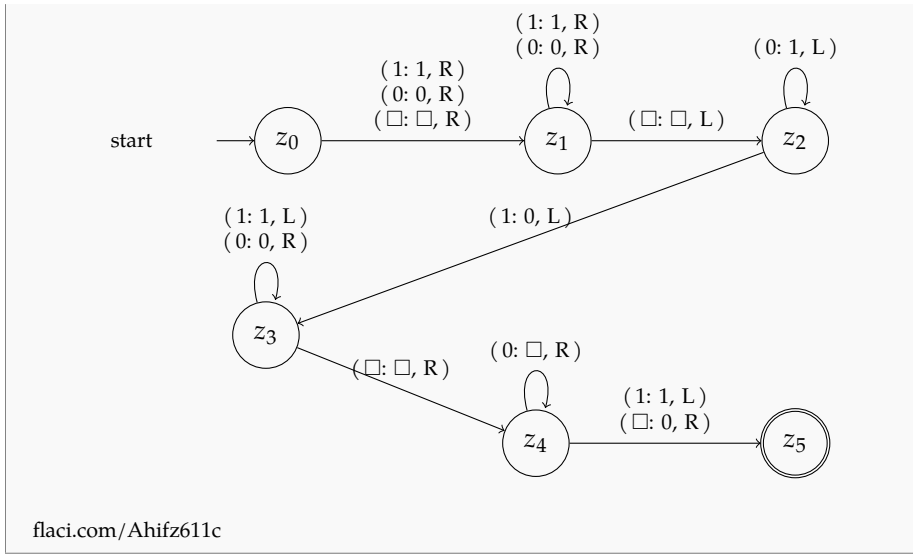 (1: 1, R)
(0: 0, R)
(0: 1, L)
(1: 1, R)
(0: 0, R)
(□: □, R)
start
z0
z1
(□: □, L)
z2
(1: 0, L)
(1: 1, L)
(0: 0, R)
z3
(□: □, R)
(0: □, R)
z4
(1: 1, L)
(□: 0, R)
z5
flaci.com/Ahifz611c